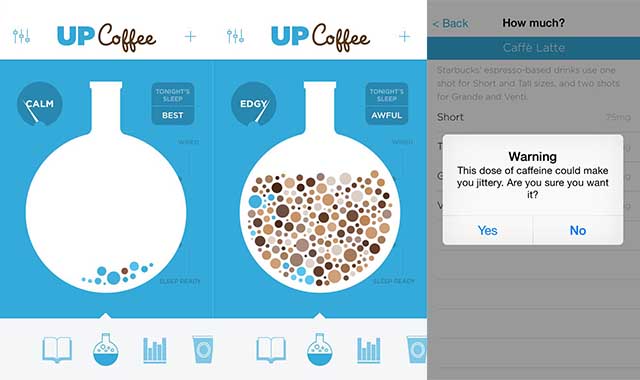 UP Coffee
CALM
TONIGHT'S
SLEEP
BEST
WIRED
SLEEP READY
UP Coffee
EDGY
TONIGHT'S
SLEEP
AWFUL
WIRED
SLEEP READY
< Back
How much?
Caffè Latte
Starbucks' espresso-based drinks use one
shot for Short and Tall sizes, and two shots
for Grande and Venti.
Short
75mg
T
G
V
Warning
This dose of caffeine could make
you jittery. Are you sure you want
it?
Yes
No